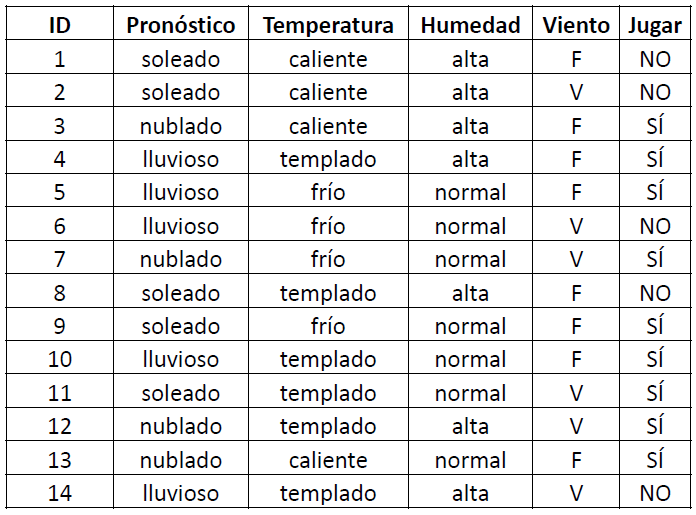 ID Pronóstico Temperatura Humedad Viento Jugar
1 soleado caliente alta F NO
2 soleado caliente alta V NO
3 nublado caliente alta F SÍ
4 lluvioso templado alta F SÍ
5 lluvioso frío normal F SÍ
6 lluvioso frío normal V NO
7 nublado frío normal V SÍ
8 soleado templado alta F NO
9 soleado frío normal F SÍ
10 lluvioso templado normal F SÍ
11 soleado templado normal V SÍ
12 nublado templado alta V SÍ
13 nublado caliente normal F SÍ
14 lluvioso templado alta V NO